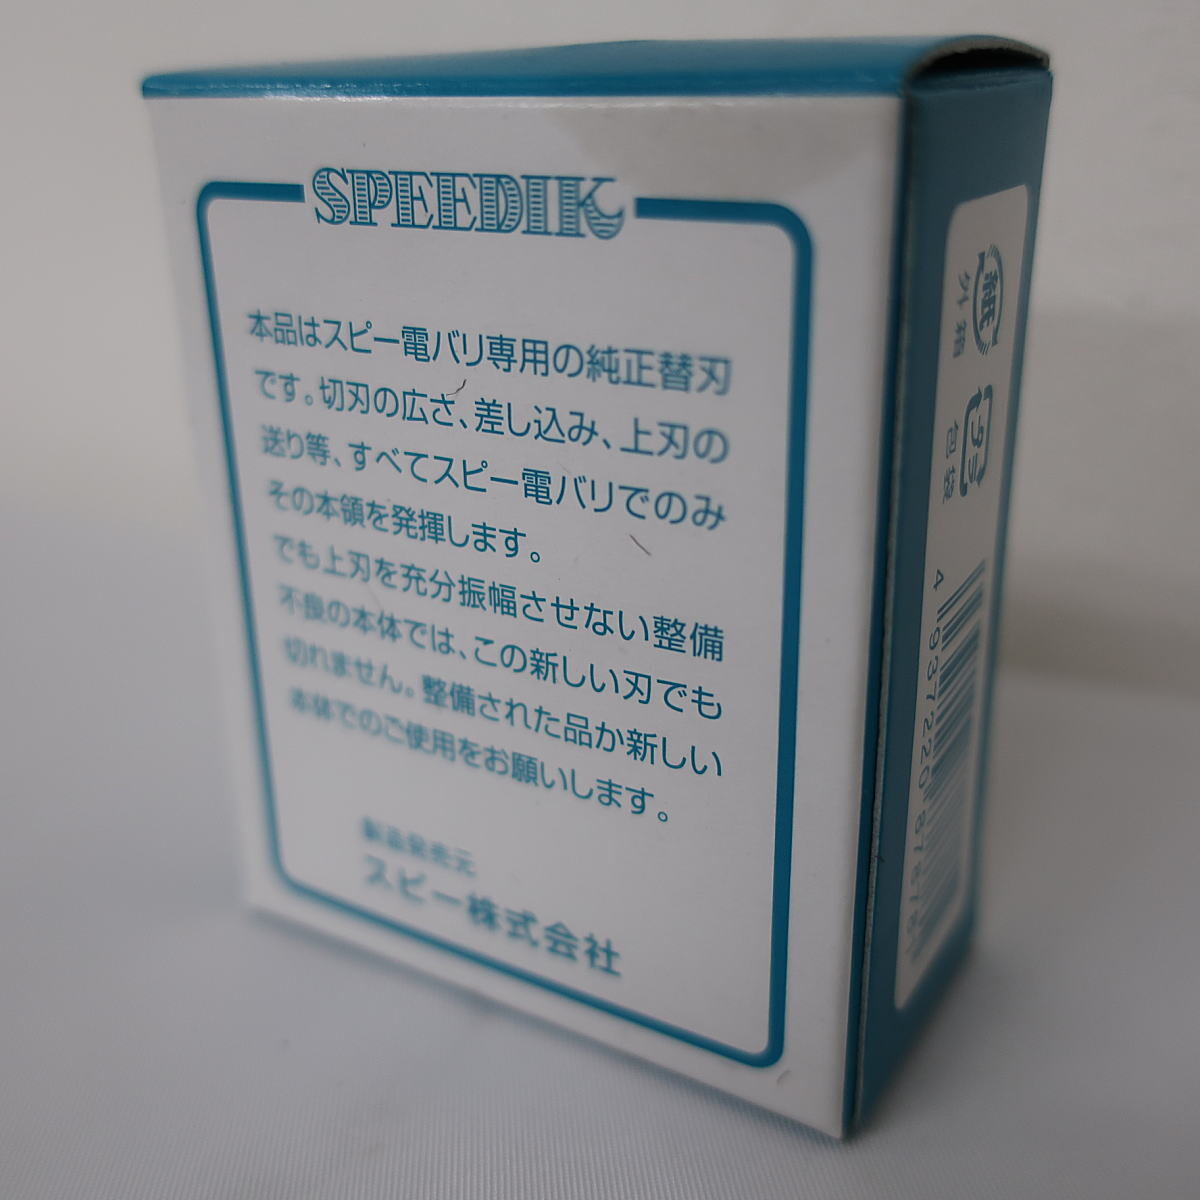 SPEEDIK
本品はスピー電バリ専用の純正替刃
です。切刃の広さ、差し込み、上刃の
送り等、すべてスピー電バリでのみ
その本領を発揮します。
でも上刃を充分振幅させない整備
不良の本体では、この新しい刃でも
切れません。整備された品か新しい
本体でのご使用をお願いします。
製造発売元
スピー株式会社
紙
外箱
プラ
包袋
4 937220 87878